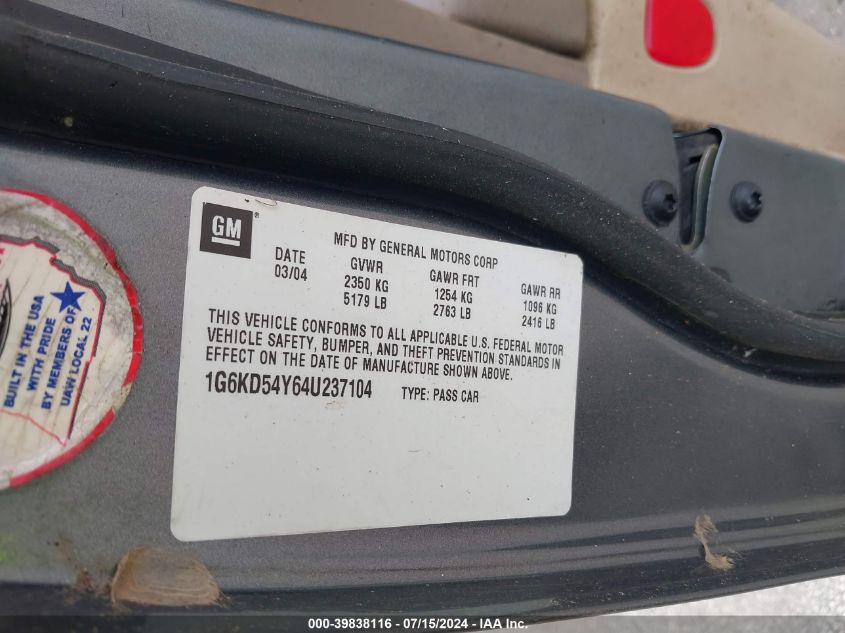 GM
MFD BY GENERAL MOTORS CORP
DATE GVWR GAWR FRT GAWR RR
03/04 2350 KG 1254 KG 1096 KG
5179 LB 2763 LB 2416 LB
THIS VEHICLE CONFORMS TO ALL APPLICABLE U.S. FEDERAL MOTOR
VEHICLE SAFETY, BUMPER, AND THEFT PREVENTION STANDARDS IN
EFFECT ON THE DATE OF MANUFACTURE SHOWN ABOVE.
1G6KD54Y64U237104 TYPE: PASS CAR
BUILT IN THE USA
WITH PRIDE
BY MEMBERS OF
UAW LOCAL 22
000-39838116 - 07/15/2024 - IAA Inc.